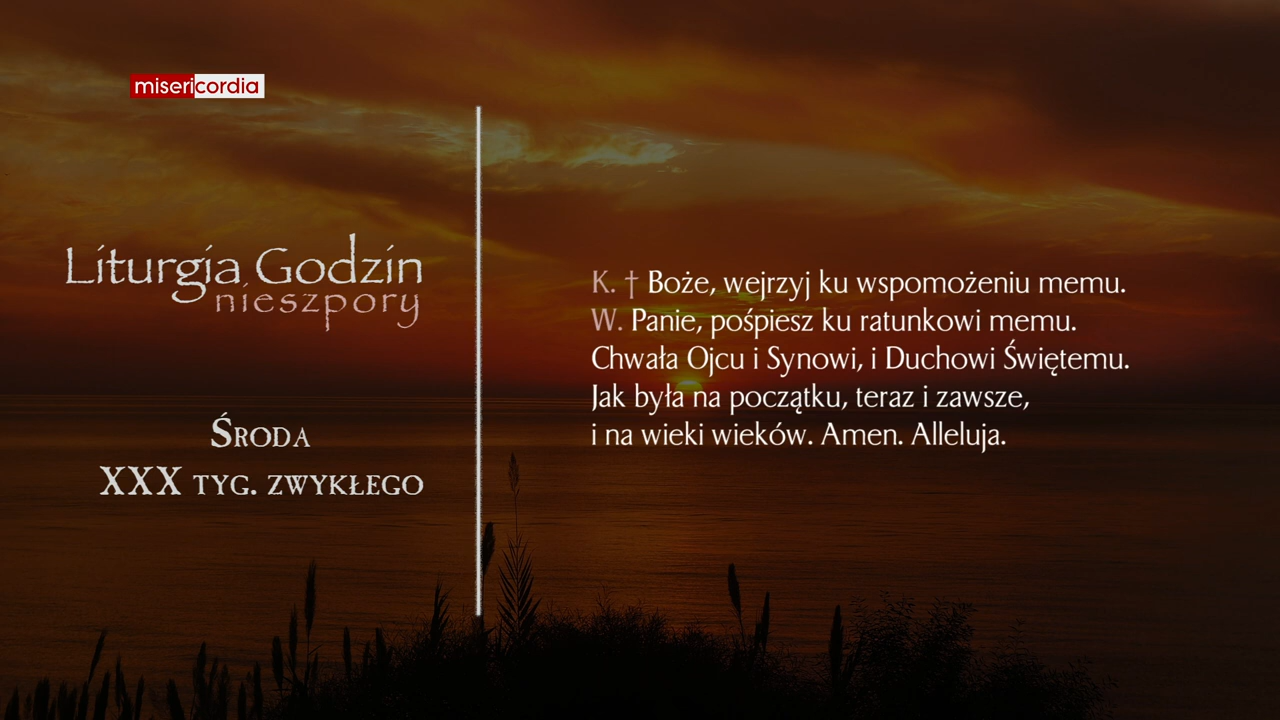 misericordia
Liturgia Godzin
nieszpory
Środa
XXX tyg. zwykłego
K. † Boże, wejrzyj ku wspomożeniu memu.
W. Panie, pośpiesz ku ratunkowi memu.
Chwała Ojcu i Synowi, i Duchowi Świętemu.
Jak była na początku, teraz i zawsze,
i na wieki wieków. Amen. Alleluja.